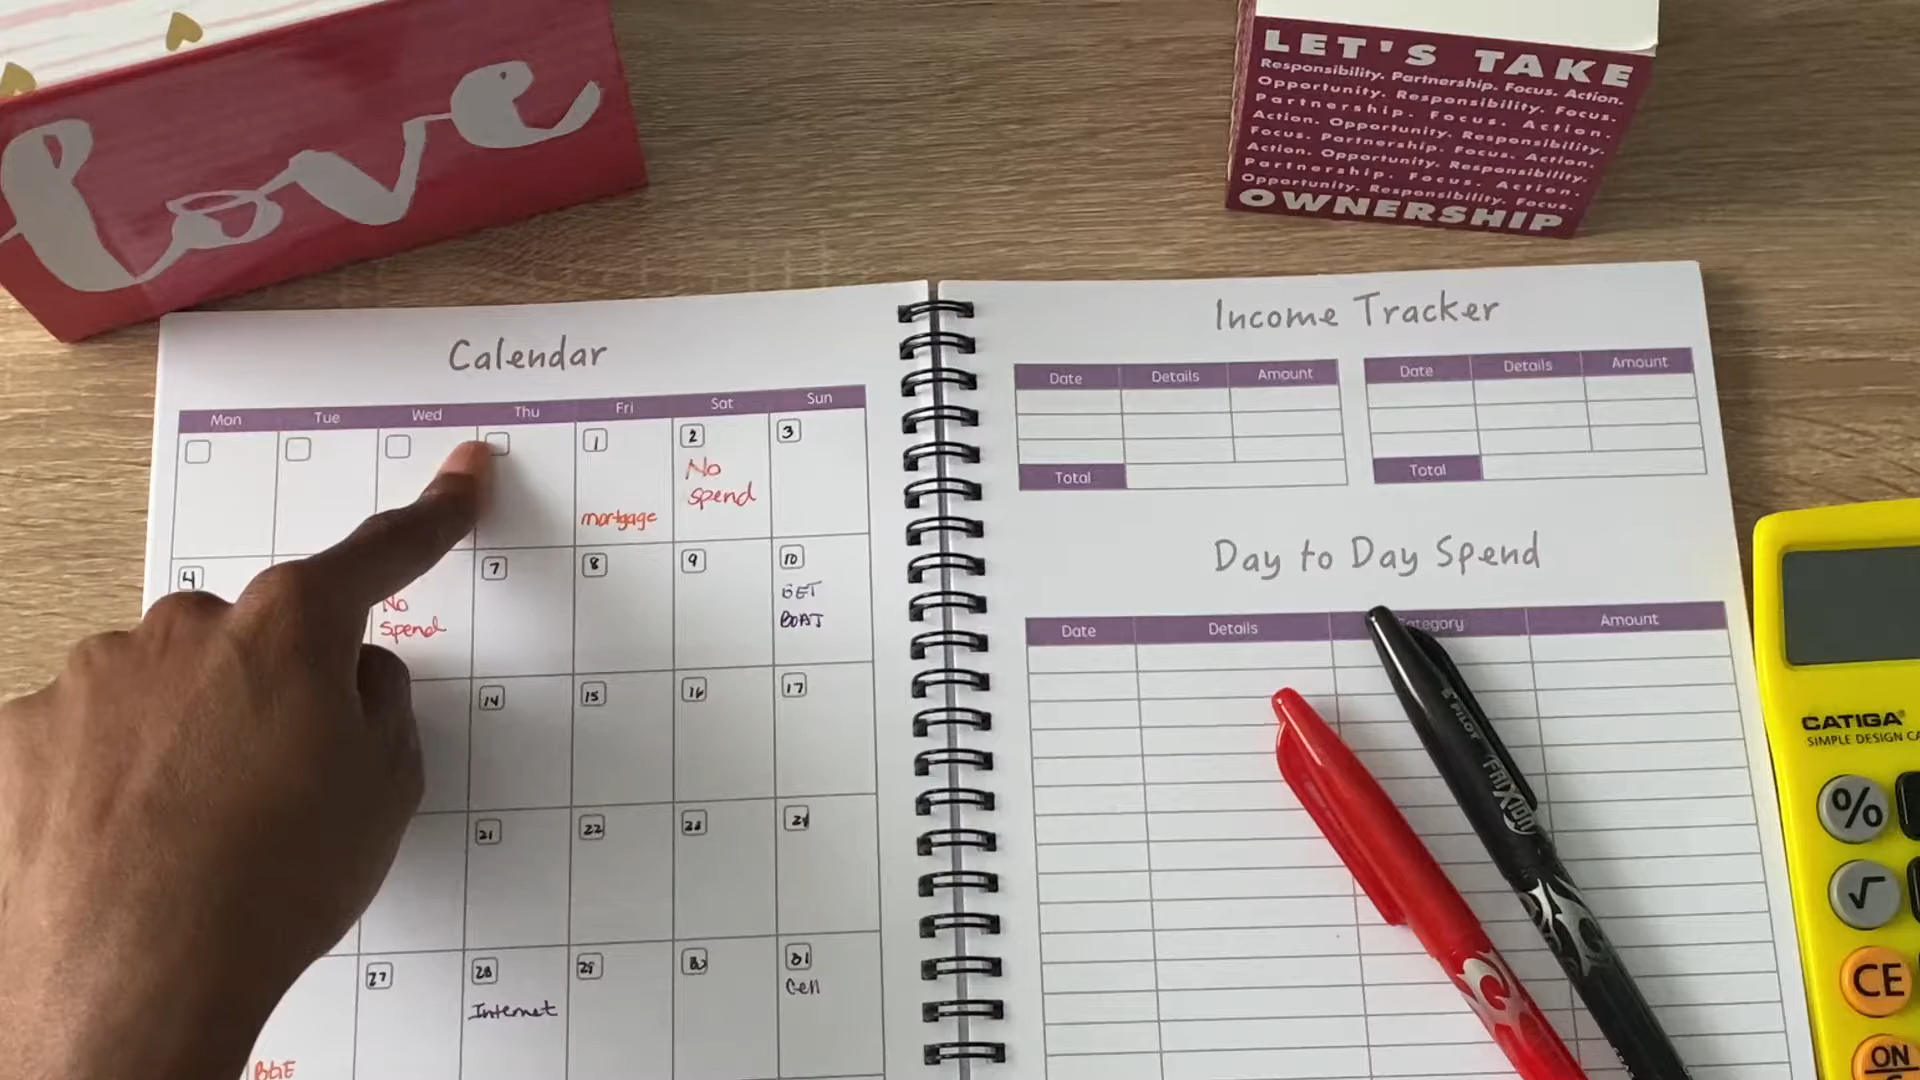 love
LET'S TAKE
Responsibility. Partnership. Focus. Action.
Opportunity. Responsibility. Focus.
Partnership. Focus. Action.
Action. Opportunity. Responsibility.
Focus. Partnership. Focus. Action.
Action. Opportunity. Responsibility.
Partnership. Focus. Action.
Opportunity. Responsibility. Focus.
OWNERSHIP
Calendar
Mon Tue Wed Thu Fri Sat Sun
1 2 3
No
spend
mortgage
4 7 8 9 10
No
spend
GET
BOAT
14 15 16 17
21 22 23 24
27 28 29 30 31
Internet
Cell
BGE
Income Tracker
Date Details Amount
Total
Date Details Amount
Total
Day to Day Spend
Date Details Category Amount
PILOT
FRIXION
CATIGA
SIMPLE DESIGN
%
√
CE
ON